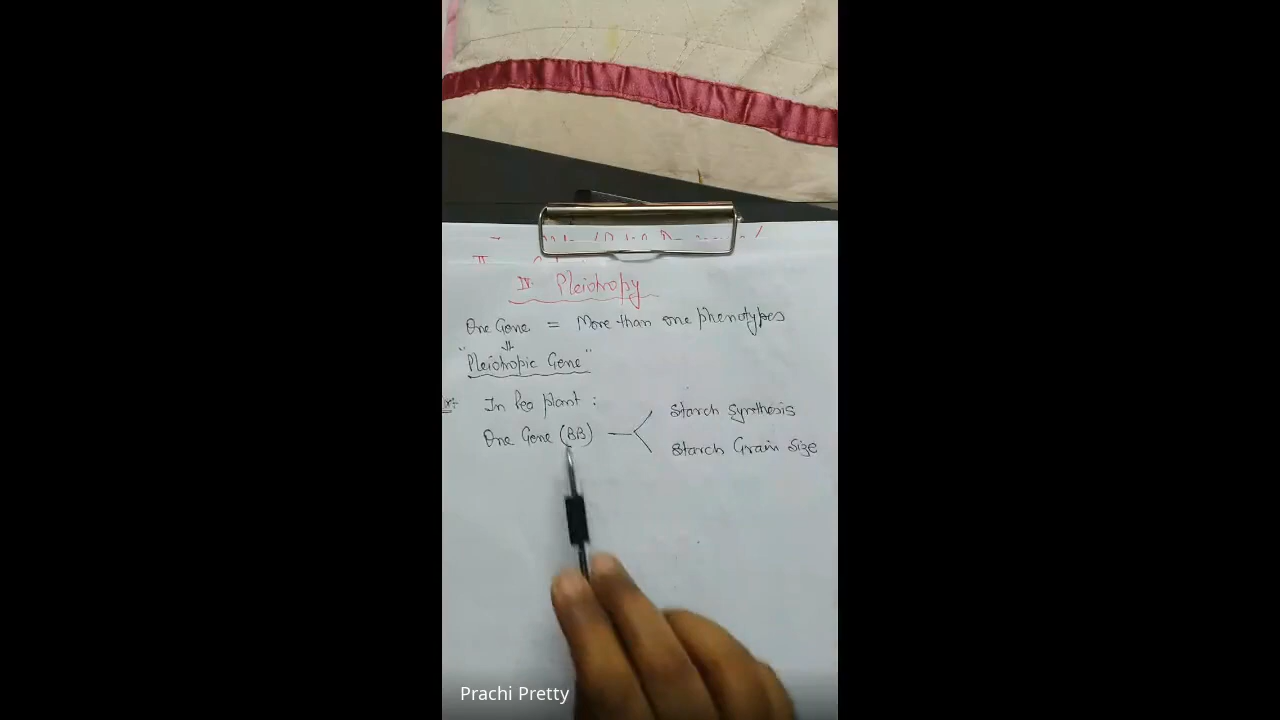 IV. Pleiotropy
One Gene = More than one phenotypes
"Pleiotropic Gene"
In Pea plant :
One Gene (BB) Starch Synthesis
Starch Grain Size
Prachi Pretty